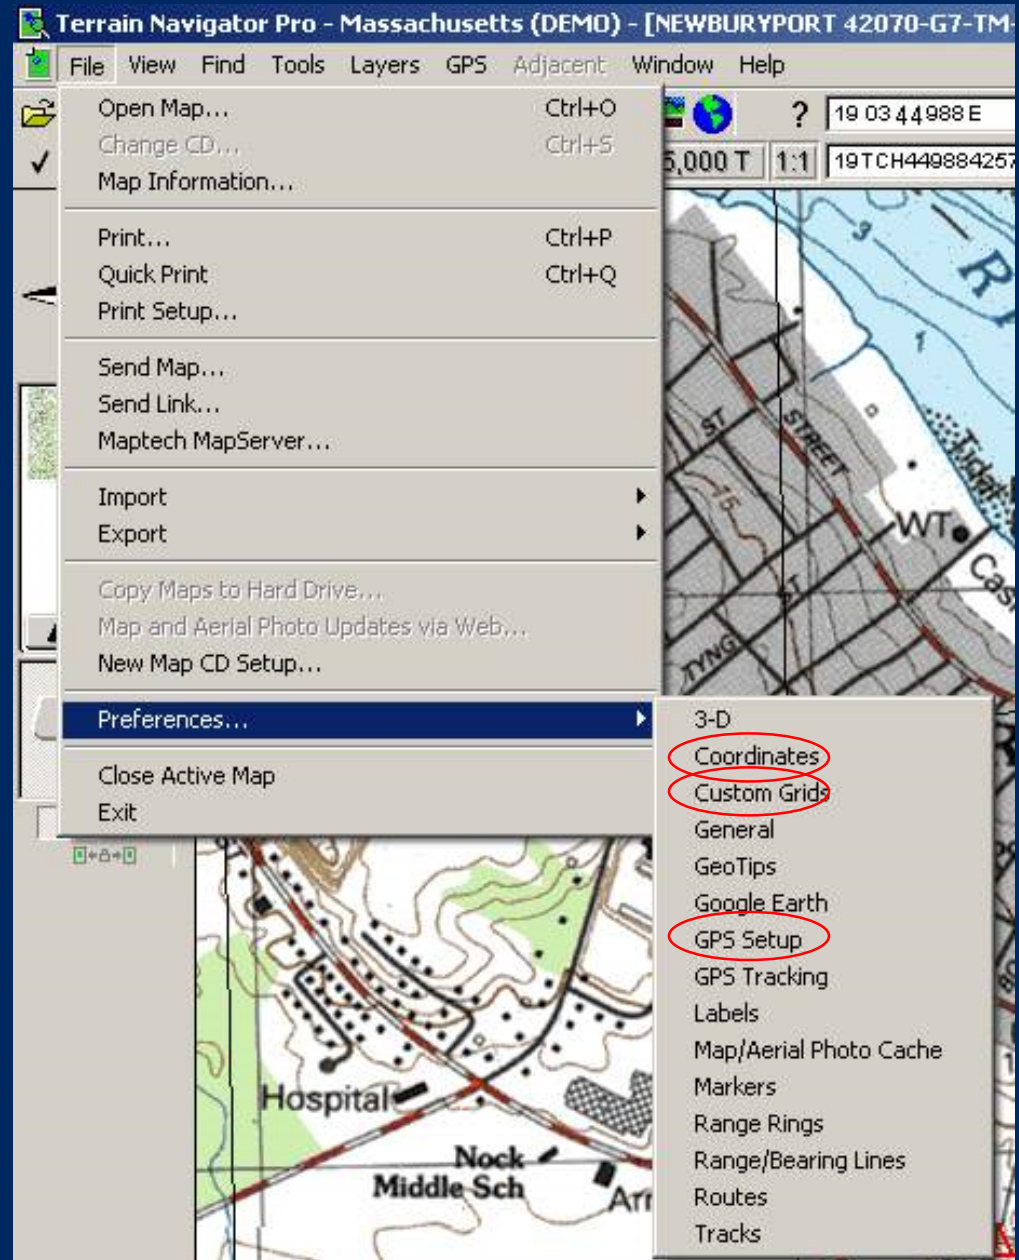 Terrain Navigator Pro - Massachusetts (DEMO) - [NEWBURYPORT 42070-G7-TM-
File View Find Tools Layers GPS Adjacent Window Help
Open Map... Ctrl+O
Change CD... Ctrl+S
Map Information...
Print... Ctrl+P
Quick Print Ctrl+Q
Print Setup...
Send Map...
Send Link...
Maptech MapServer...
Import
Export
Copy Maps to Hard Drive...
Map and Aerial Photo Updates via Web...
New Map CD Setup...
Preferences...
Close Active Map
Exit
? 19 03 44988 E
5,000 T 1:1 19TCH449884257
3
R
1
ST
STREET
Tidal
15
WT
ST
TYNG
3-D
Coordinates
Custom Grids
General
GeoTips
Google Earth
GPS Setup
GPS Tracking
Labels
Map/Aerial Photo Cache
Markers
Range Rings
Range/Bearing Lines
Routes
Tracks
Hospital
Nock
Middle Sch